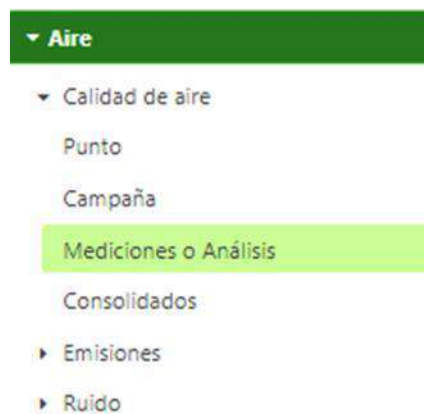 Aire
Calidad de aire
Punto
Campaña
Mediciones o Análisis
Consolidados
Emisiones
Ruido